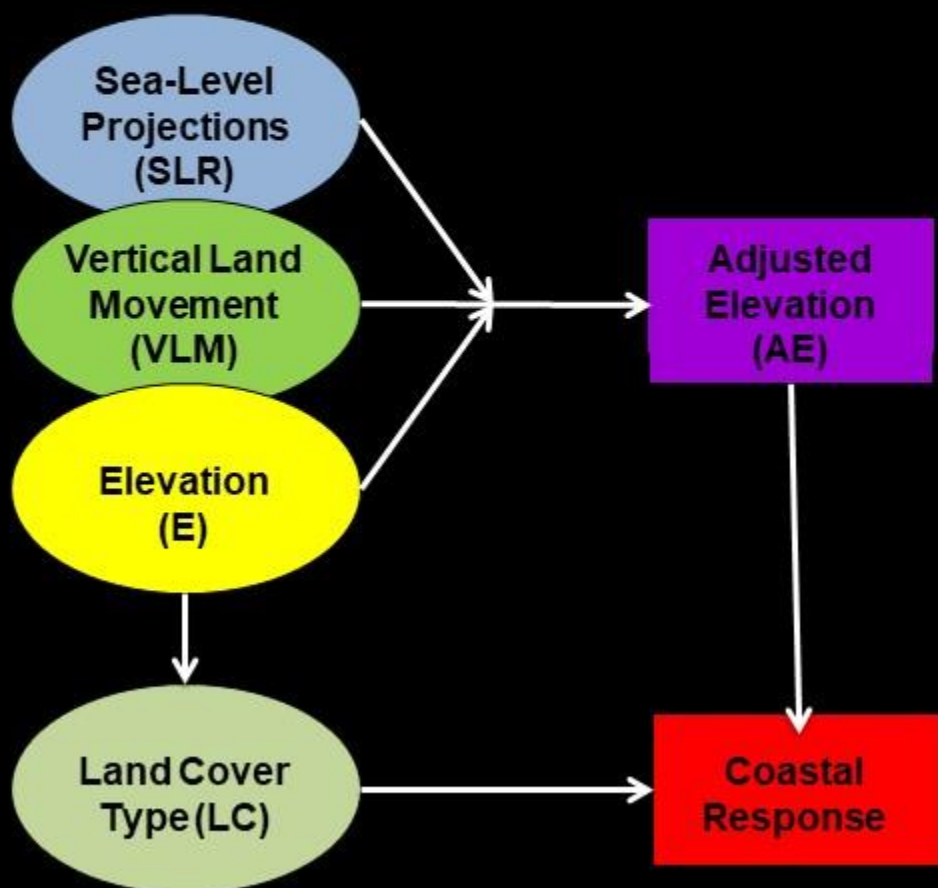 Sea-Level
Projections
(SLR)
Vertical Land
Movement
(VLM)
Elevation
(E)
Land Cover
Type (LC)
Adjusted
Elevation
(AE)
Coastal
Response